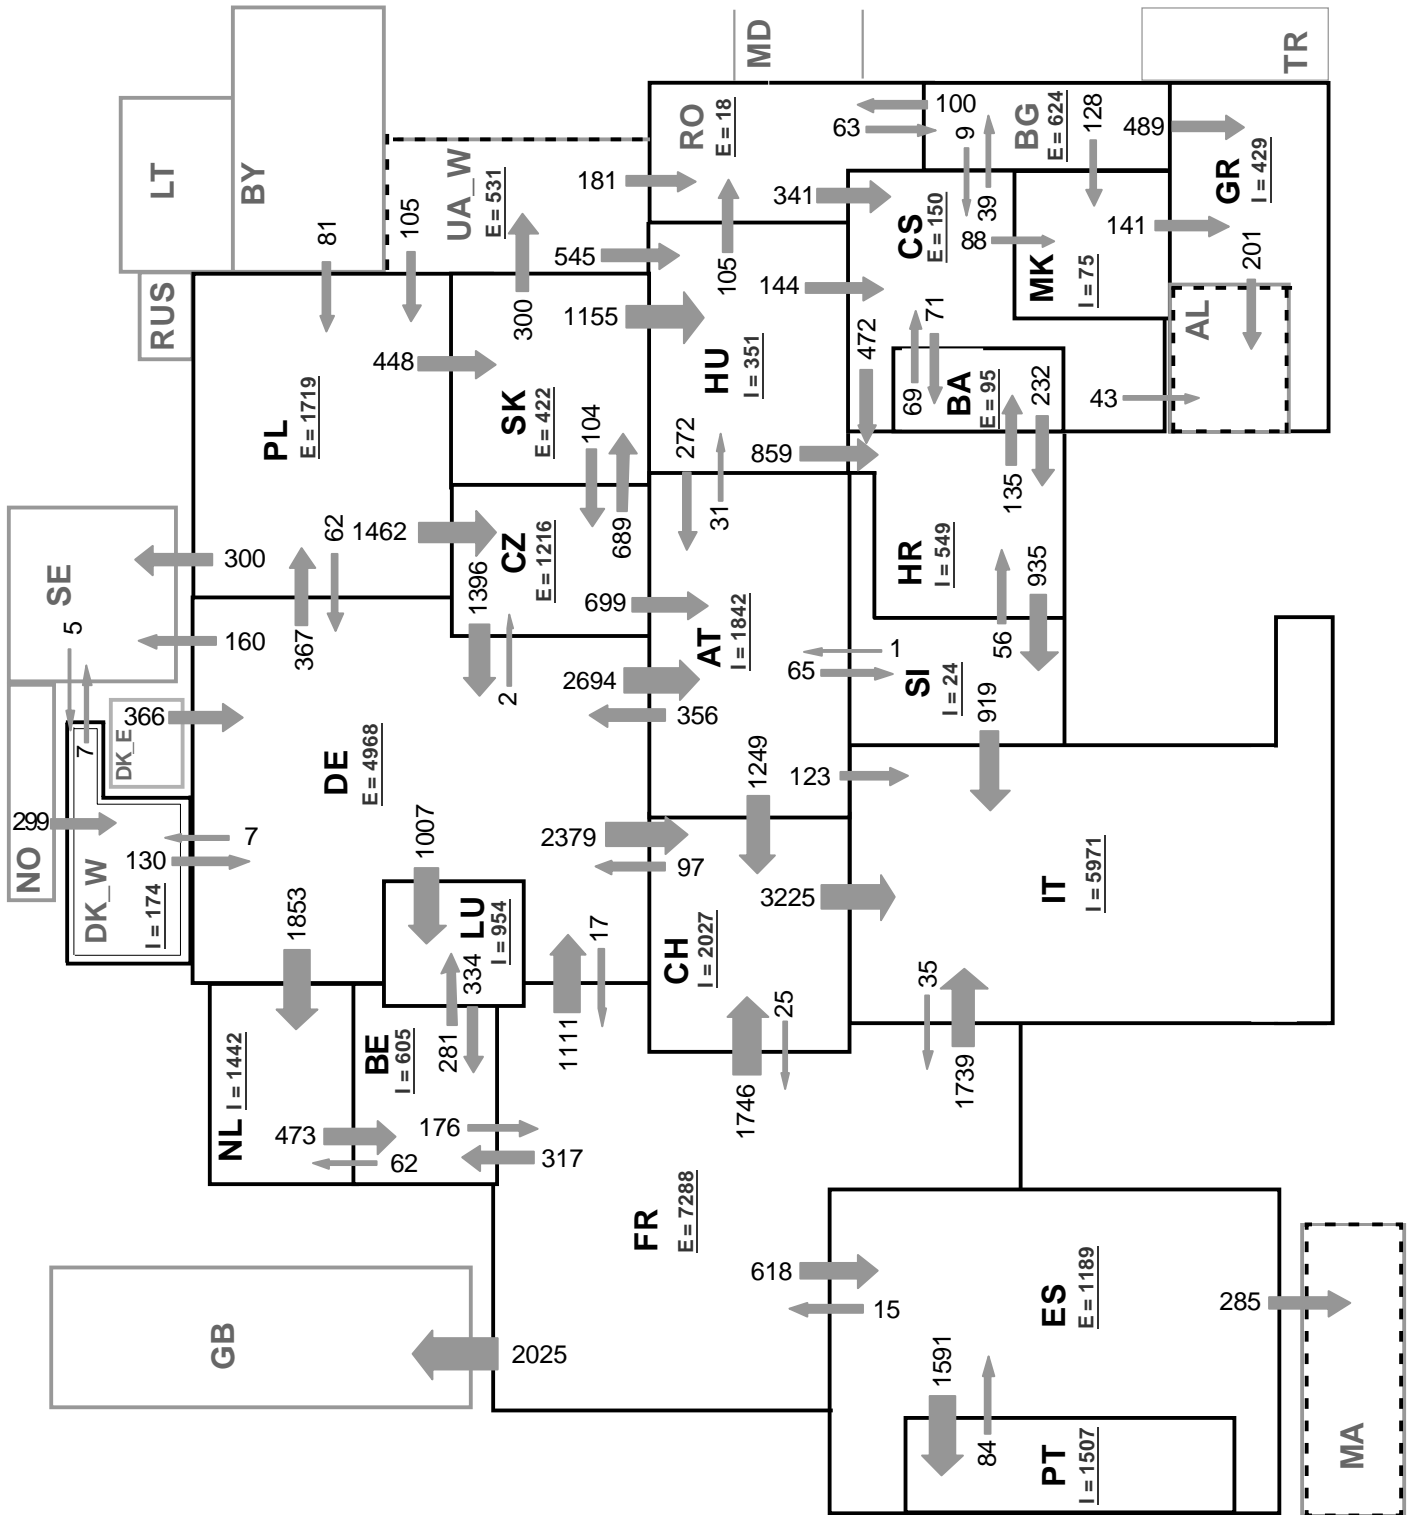 MD
TR
LT
BY
RUS
UA_W
E = 531
RO
E = 18
BG
E = 624
GR
I = 429
100
63
9
39
128
489
181
341
CS
E = 150
88
MK
I = 75
141
201
AL
81
105
545
105
144
300
1155
448
472
69
71
BA
E = 95
232
43
135
PL
E = 1719
SK
E = 422
HU
I = 351
104
689
272
31
859
HR
I = 549
62
1462
CZ
E = 1216
1396
2
699
AT
I = 1842
56
935
SE
300
160
5
7
367
2694
356
65
1
SI
I = 24
919
NO
299
DK_E
366
DK_W
I = 174
7
130
DE
E = 4968
1249
123
1007
2379
97
3225
IT
I = 5971
1853
LU
I = 954
334
281
1111
17
CH
I = 2027
1746
25
35
1739
NL
I = 1442
BE
I = 605
473
62
176
317
FR
E = 7288
618
15
ES
E = 1189
285
GB
2025
1591
84
PT
I = 1507
MA